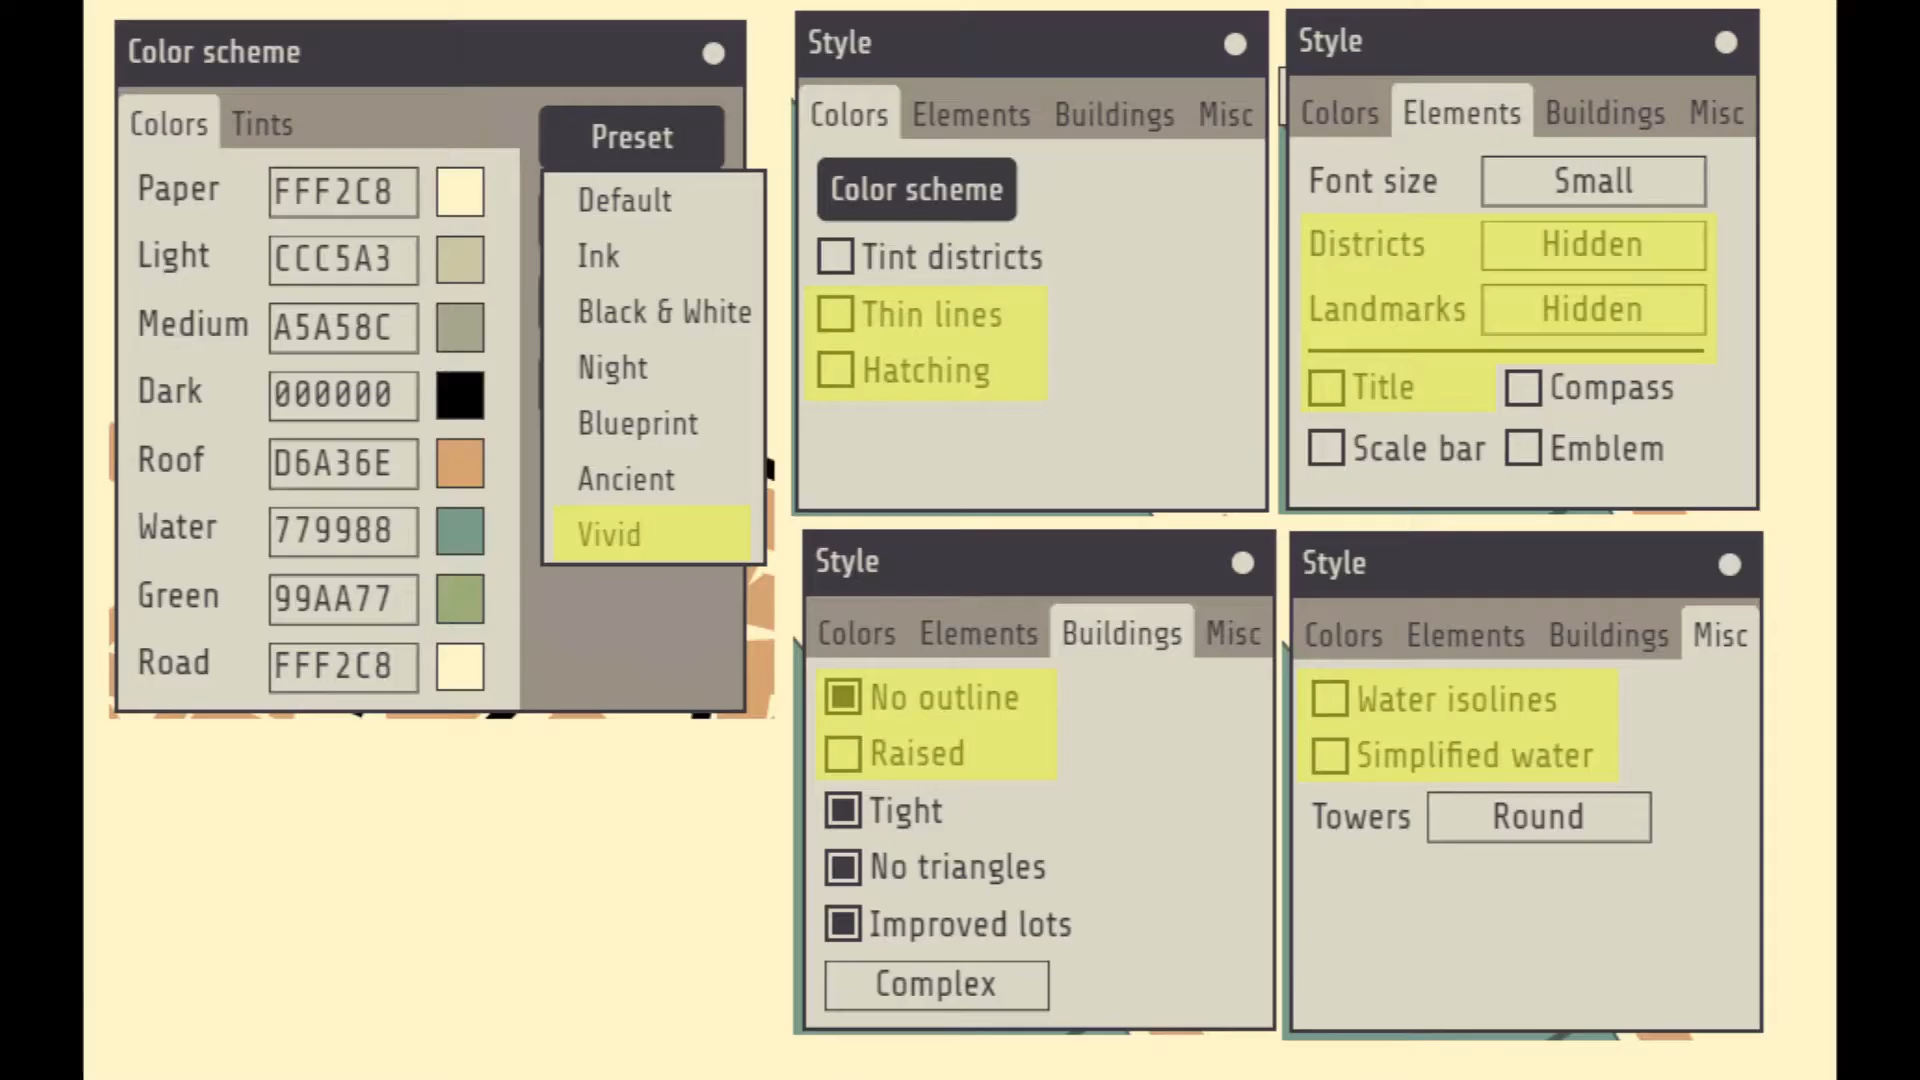 Color scheme
Colors Tints
Preset
Paper FFF2C8
Light CCC5A3
Medium A5A58C
Dark 000000
Roof D6A36E
Water 779988
Green 99AA77
Road FFF2C8
Default
Ink
Black & White
Night
Blueprint
Ancient
Vivid
Style
Colors Elements Buildings Misc
Color scheme
Tint districts
Thin lines
Hatching
Style
Colors Elements Buildings Misc
Font size Small
Districts Hidden
Landmarks Hidden
Title Compass
Scale bar Emblem
Style
Colors Elements Buildings Misc
No outline
Raised
Tight
No triangles
Improved lots
Complex
Style
Colors Elements Buildings Misc
Water isolines
Simplified water
Towers Round